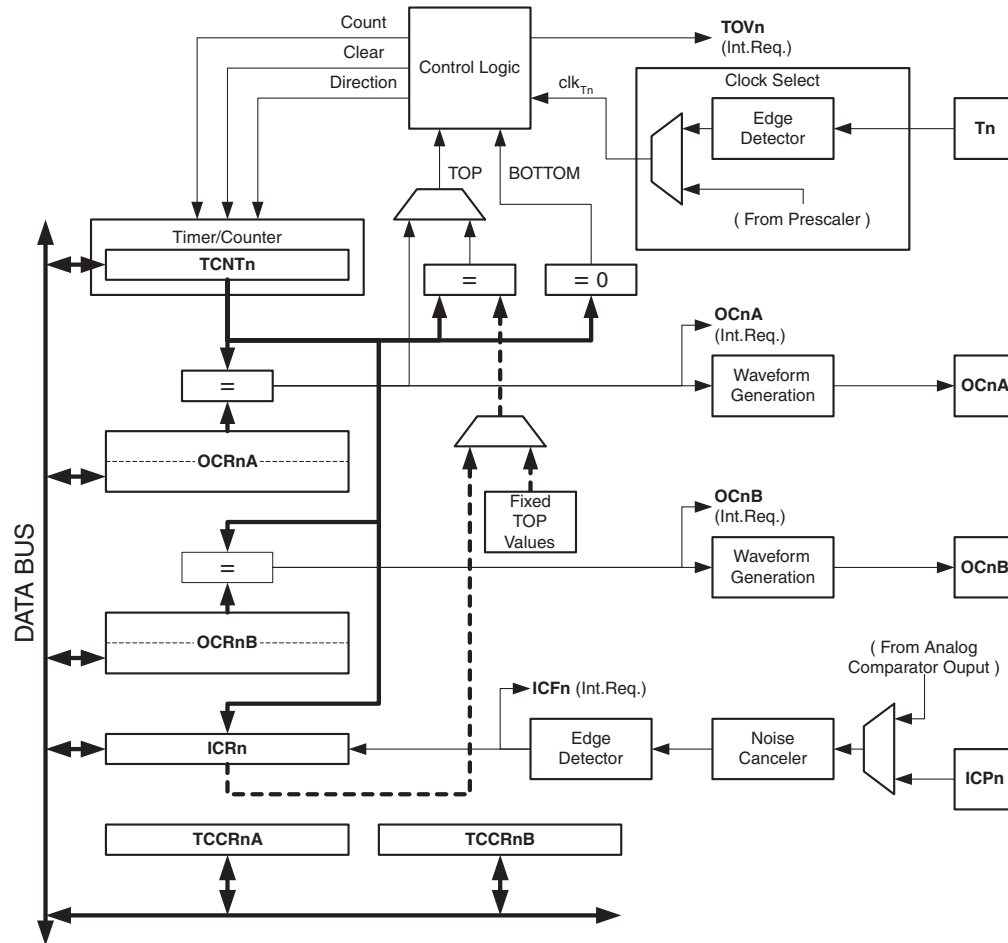 Count
Clear
Direction
Control Logic
TOVn
(Int.Req.)
clkTn
Clock Select
Edge
Detector
Tn
( From Prescaler )
TOP
BOTTOM
Timer/Counter
TCNTn
=
= 0
OCnA
(Int.Req.)
=
Waveform
Generation
OCnA
OCRnA
Fixed
TOP
Values
OCnB
(Int.Req.)
=
Waveform
Generation
OCnB
DATA BUS
OCRnB
( From Analog
Comparator Ouput )
ICFn (Int.Req.)
ICRn
Edge
Detector
Noise
Canceler
ICPn
TCCRnA
TCCRnB